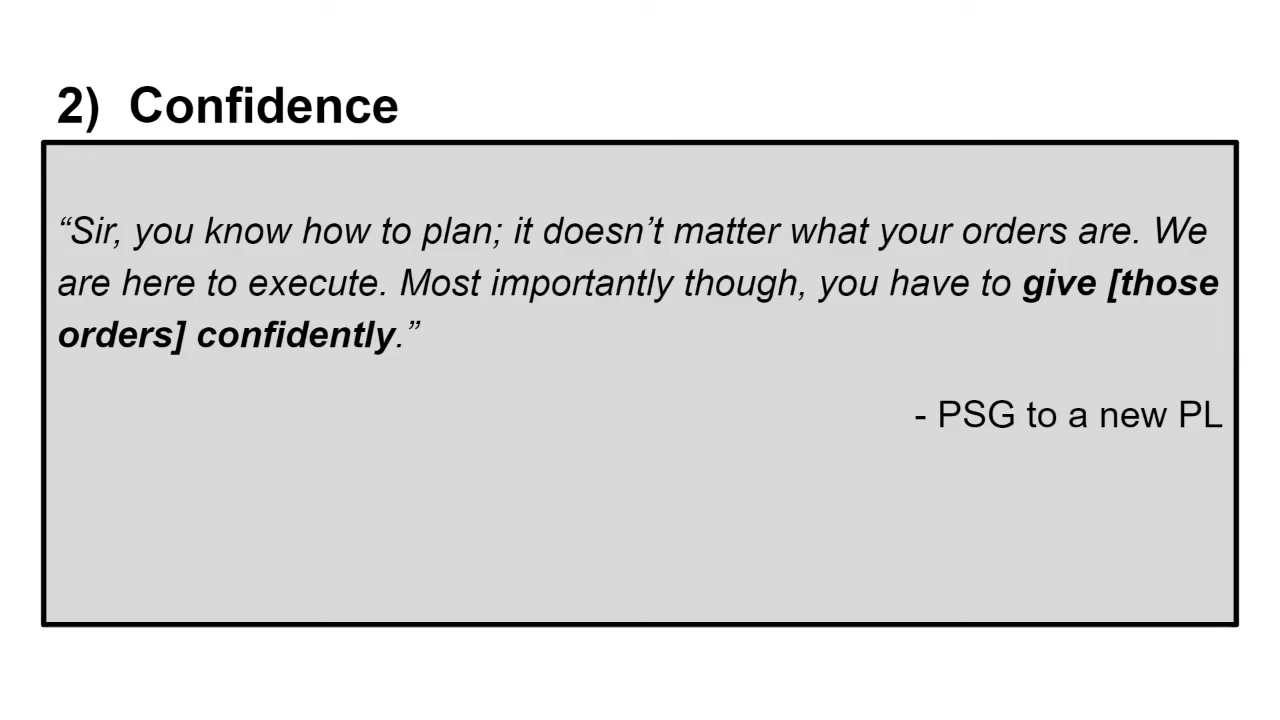 2)  Confidence
“Sir, you know how to plan; it doesn’t matter what your orders are. We
are here to execute. Most importantly though, you have to give [those
orders] confidently.”
- PSG to a new PL